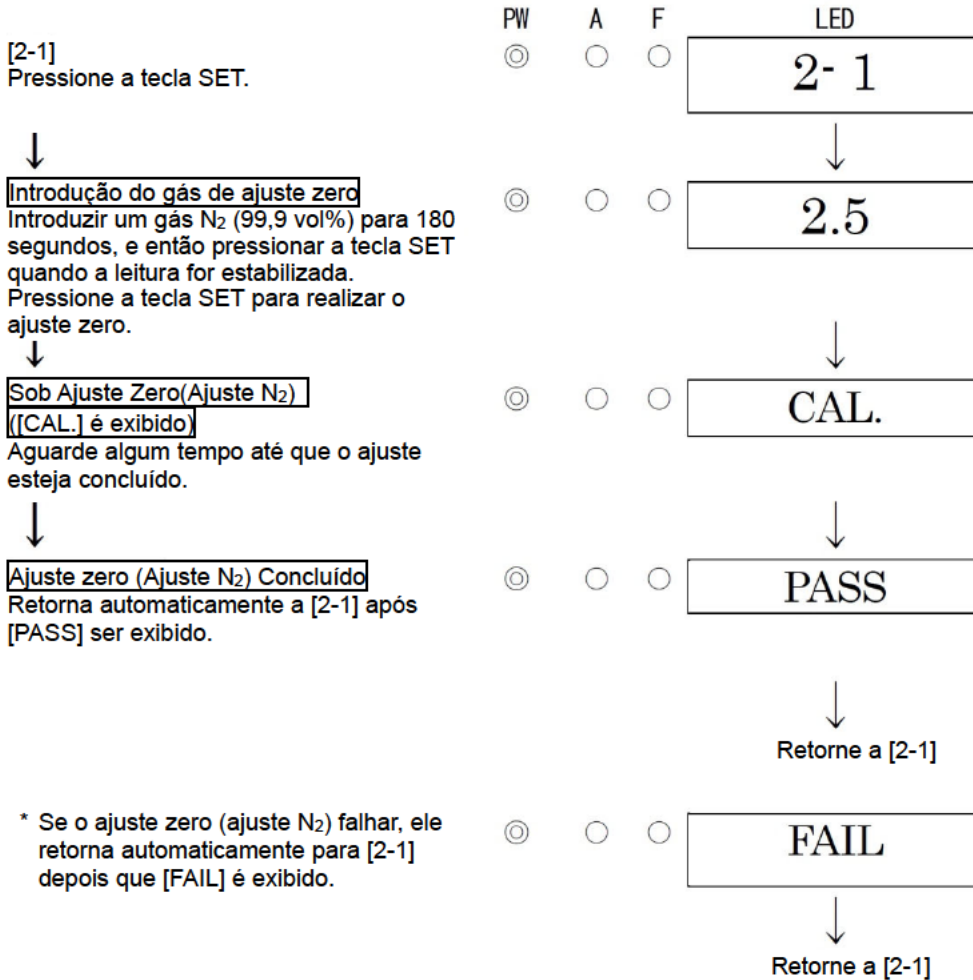 PW A F LED
[2-1]
Pressione a tecla SET.
2- 1
Introdução do gás de ajuste zero
Introduzir um gás N2 (99,9 vol%) para 180
segundos, e então pressionar a tecla SET
quando a leitura for estabilizada.
Pressione a tecla SET para realizar o
ajuste zero.
2.5
Sob Ajuste Zero(Ajuste N2)
([CAL.] é exibido)
Aguarde algum tempo até que o ajuste
esteja concluído.
CAL.
Ajuste zero (Ajuste N2) Concluído
Retorna automaticamente a [2-1] após
[PASS] ser exibido.
PASS
Retorne a [2-1]
* Se o ajuste zero (ajuste N2) falhar, ele
retorna automaticamente para [2-1]
depois que [FAIL] é exibido.
FAIL
Retorne a [2-1]